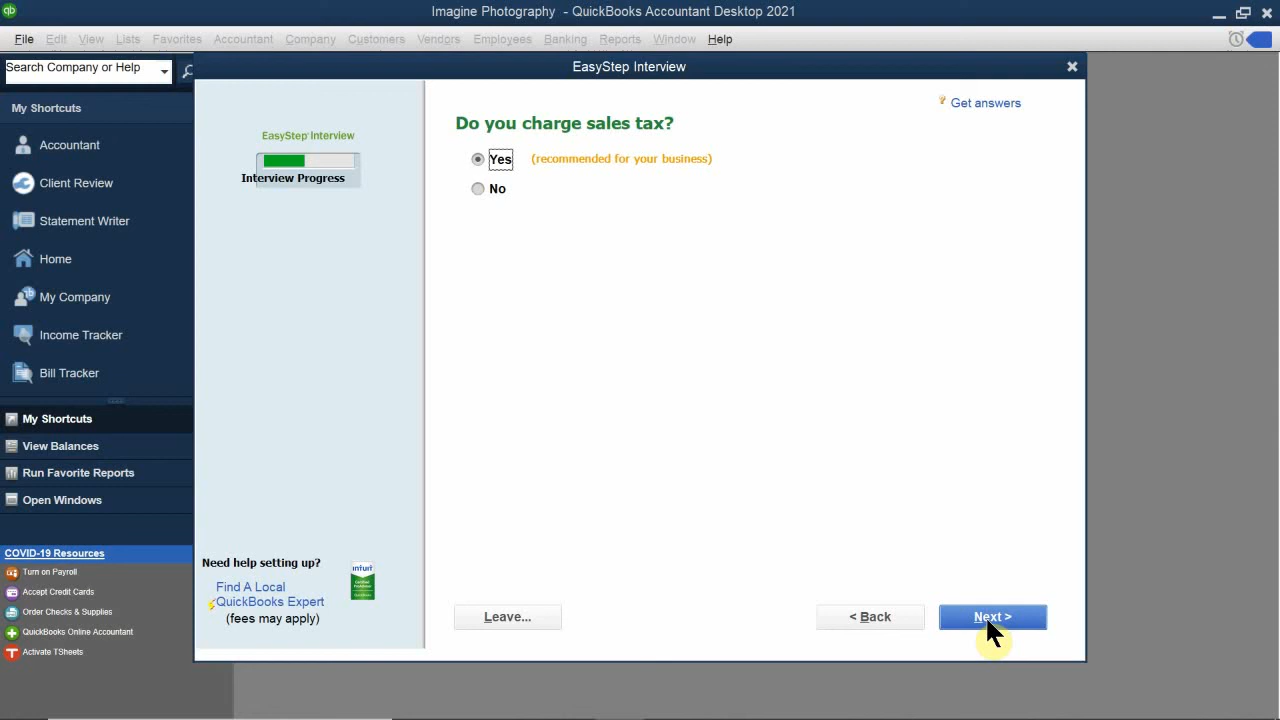 qb
Imagine Photography - QuickBooks Accountant Desktop 2021
File Edit View Lists Favorites Accountant Company Customers Vendors Employees Banking Reports Window Help
Search Company or Help
My Shortcuts
Accountant
Client Review
Statement Writer
Home
My Company
Income Tracker
Bill Tracker
My Shortcuts
View Balances
Run Favorite Reports
Open Windows
COVID-19 Resources
Turn on Payroll
Accept Credit Cards
Order Checks & Supplies
QuickBooks Online Accountant
Activate TSheets
EasyStep Interview
EasyStep Interview
Interview Progress
Need help setting up?
Find A Local
QuickBooks Expert
(fees may apply)
intuit
Get answers
Do you charge sales tax?
Yes (recommended for your business)
No
Leave...
< Back
Next >